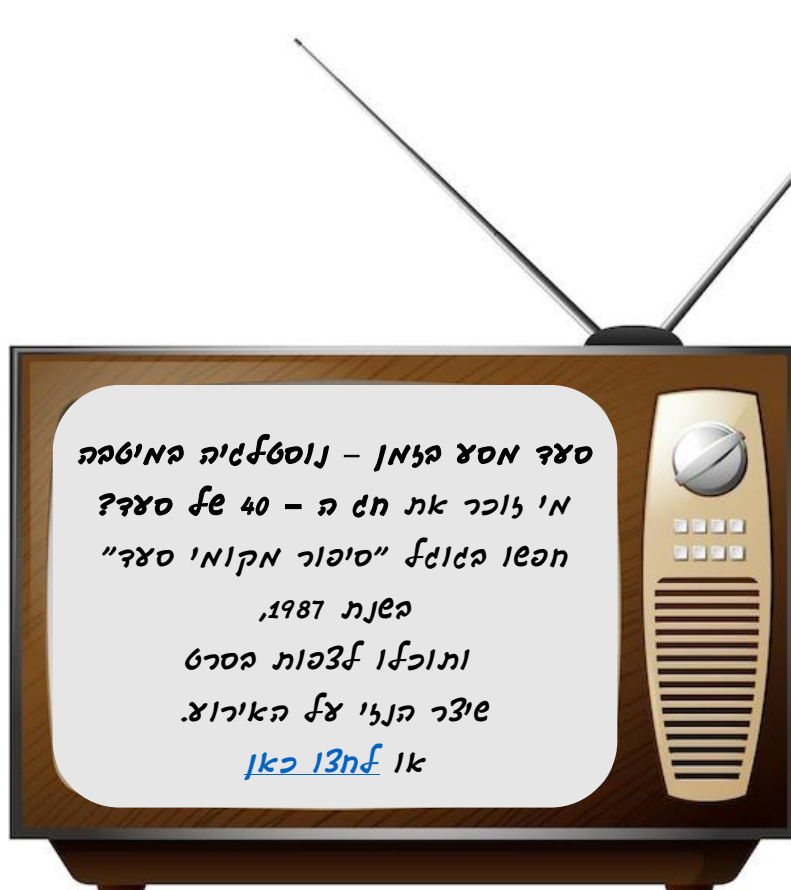 סעד מסע בזמן – נוסטלגיה במיטבה
מי זוכר את חג ה – 40 של סעד?
חפשו בגוגל "סיפור מקומי סעד"
בשנת 1987,
ותוכלו לצפות בסרט
שיצר הנזי על האירוע.
או לחצו כאן